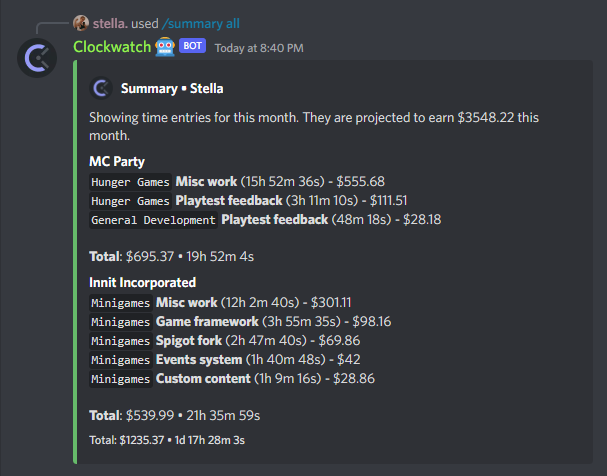 stella. used /summary all
Clockwatch BOT Today at 8:40 PM
Summary • Stella
Showing time entries for this month. They are projected to earn $3548.22 this
month.
MC Party
Hunger Games Misc work (15h 52m 36s) - $555.68
Hunger Games Playtest feedback (3h 11m 10s) - $111.51
General Development Playtest feedback (48m 18s) - $28.18
Total: $695.37 • 19h 52m 4s
Innit Incorporated
Minigames Misc work (12h 2m 40s) - $301.11
Minigames Game framework (3h 55m 35s) - $98.16
Minigames Spigot fork (2h 47m 40s) - $69.86
Minigames Events system (1h 40m 48s) - $42
Minigames Custom content (1h 9m 16s) - $28.86
Total: $539.99 • 21h 35m 59s
Total: $1235.37 • 1d 17h 28m 3s